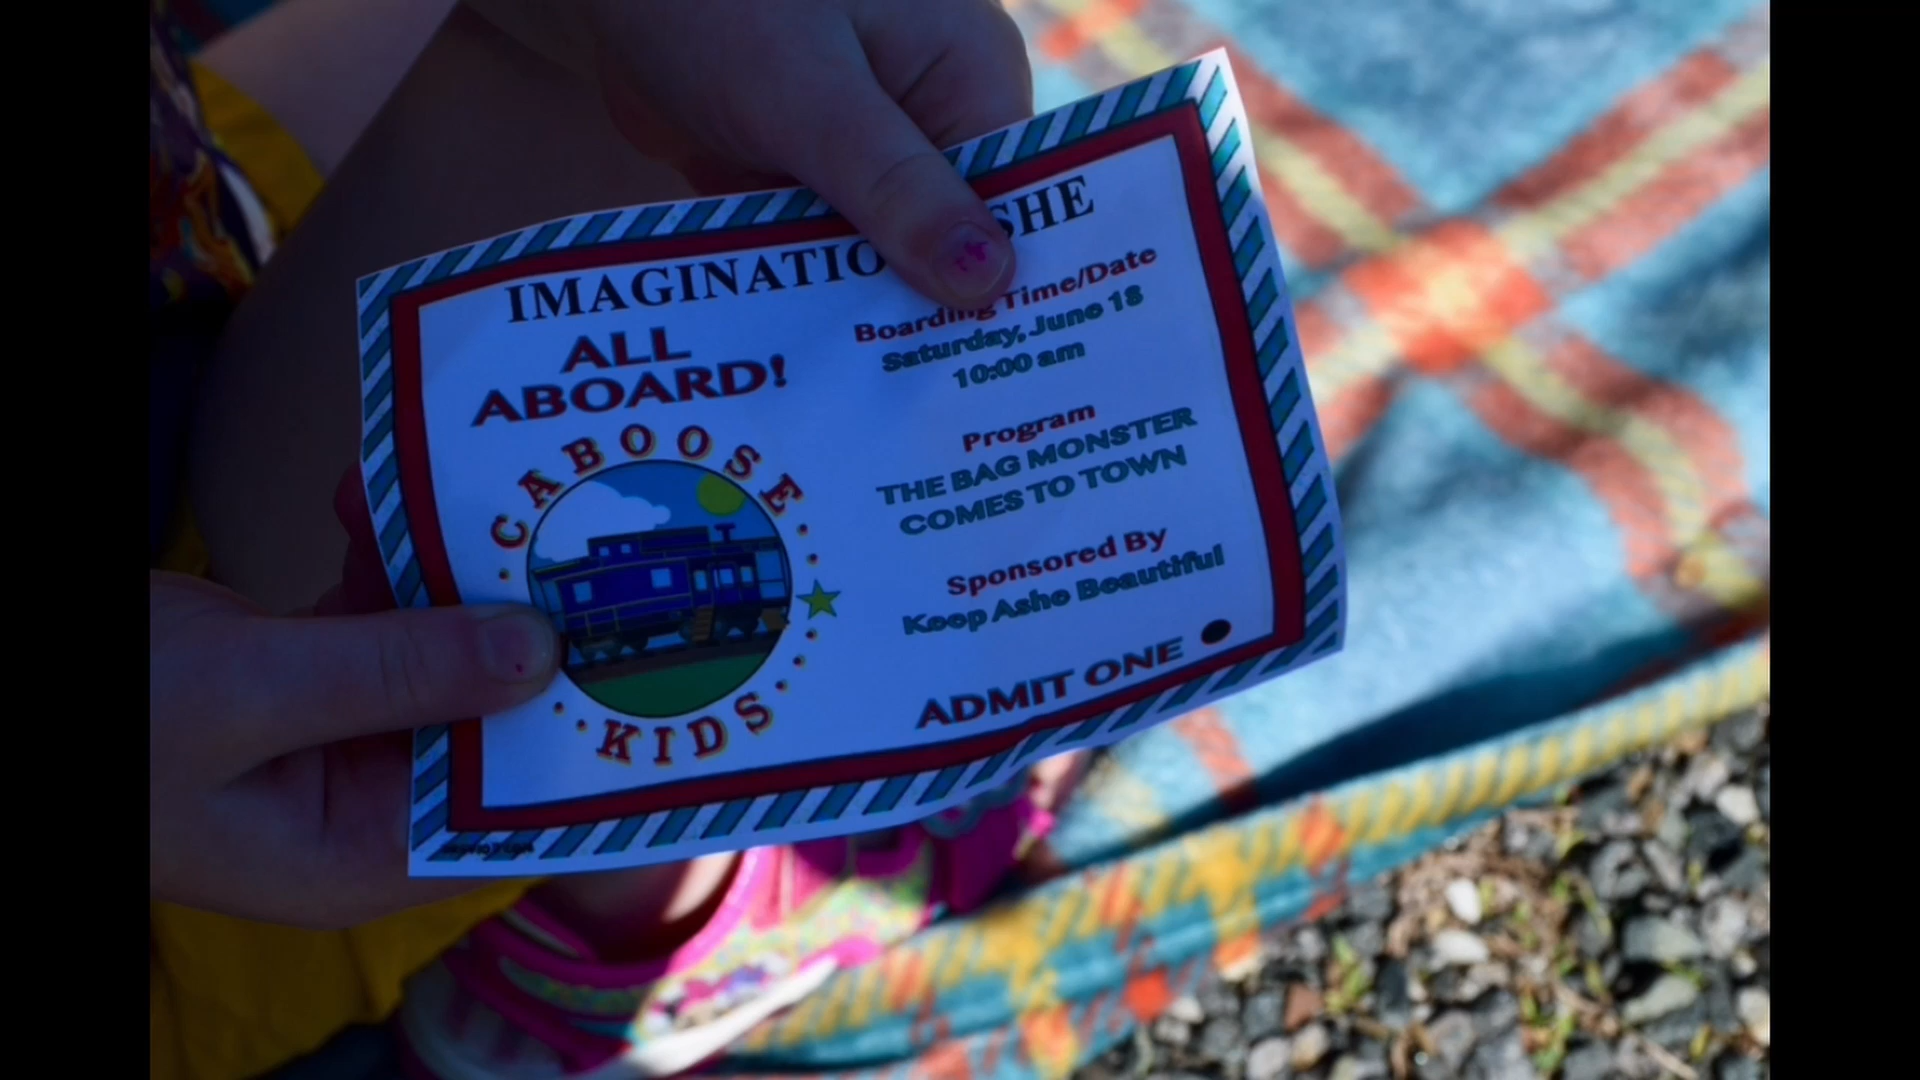 IMAGINATIO SHE
ALL
ABOARD!
CABOOSE
KIDS
Boarding Time/Date
Saturday, June 18
10:00 am
Program
THE BAG MONSTER
COMES TO TOWN
Sponsored By
Keep Ashe Beautiful
ADMIT ONE